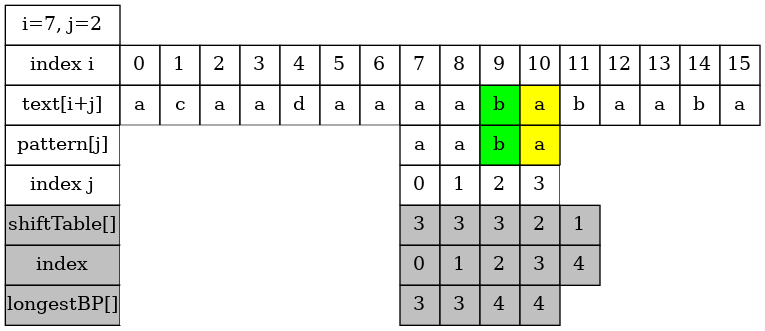 i=7, j=2
index i 0 1 2 3 4 5 6 7 8 9 10 11 12 13 14 15
text[i+j] a c a a d a a a a b a b a a b a
pattern[j] a a b a
index j 0 1 2 3
shiftTable[] 3 3 3 2 1
index 0 1 2 3 4
longestBP[] 3 3 4 4